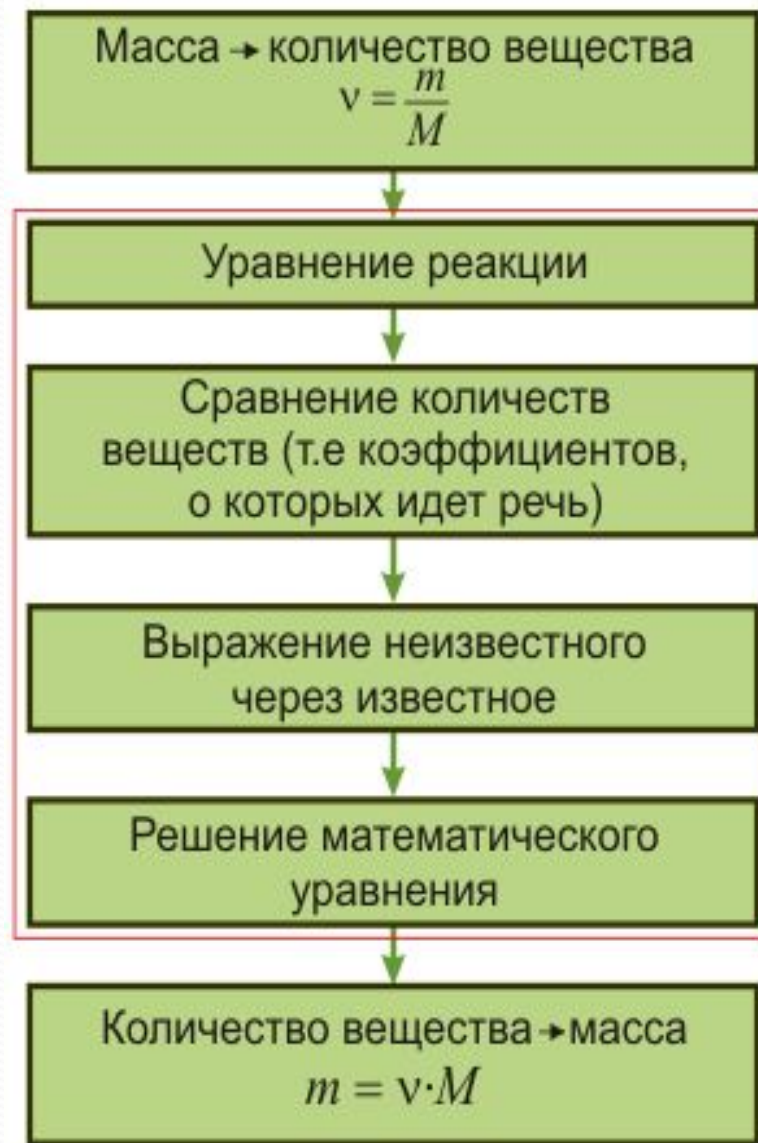 Масса → количество вещества
ν = m/M
Уравнение реакции
Сравнение количеств
веществ (т.е коэффициентов,
о которых идет речь)
Выражение неизвестного
через известное
Решение математического
уравнения
Количество вещества → масса
m = ν·M